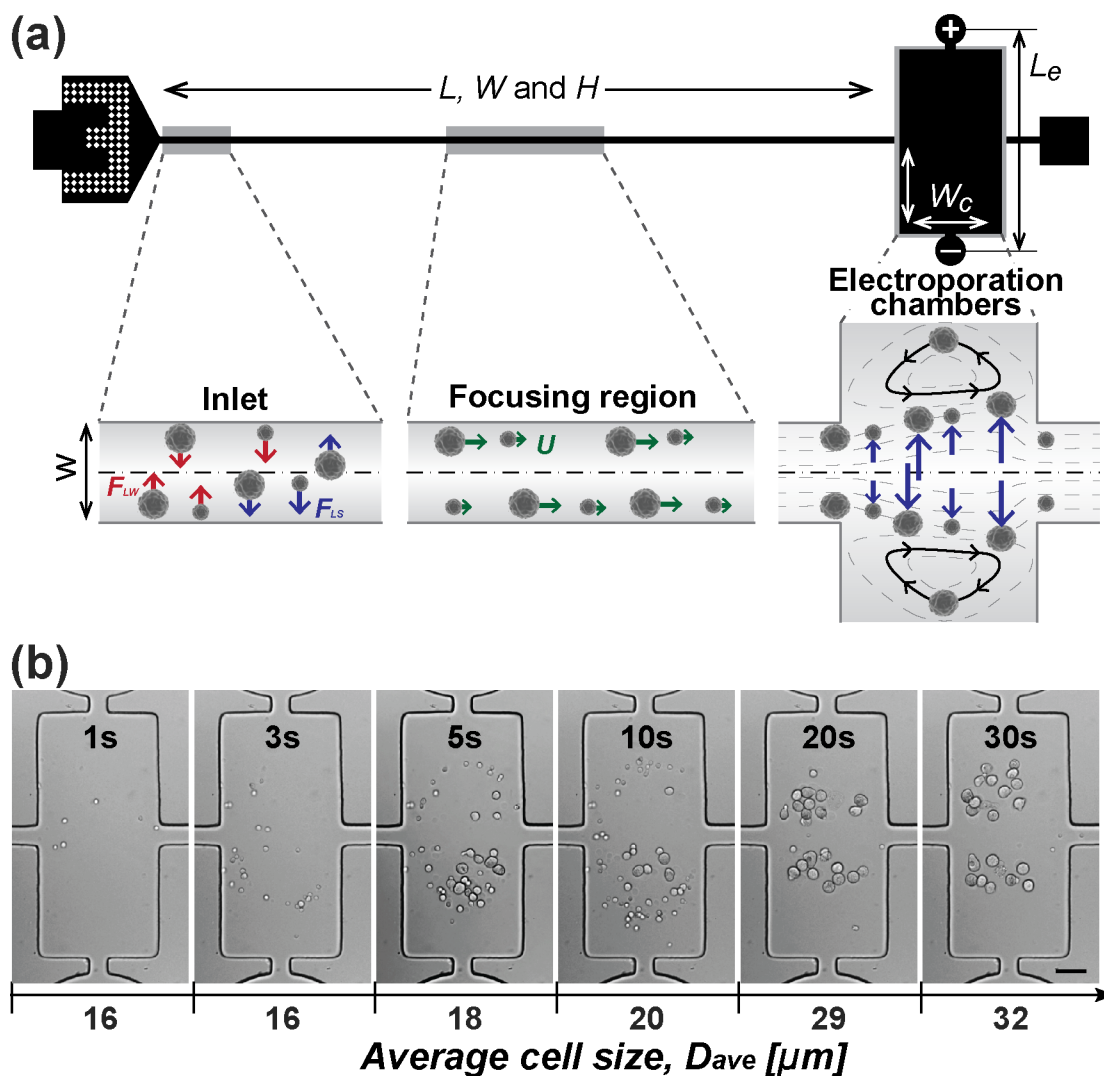 (a)
L, W and H
+
Le
Wc
−
Electroporation
chambers
Inlet
Focusing region
W
FLW
FLS
U
(b)
1s
3s
5s
10s
20s
30s
16
16
18
20
29
32
Average cell size, Dave [µm]